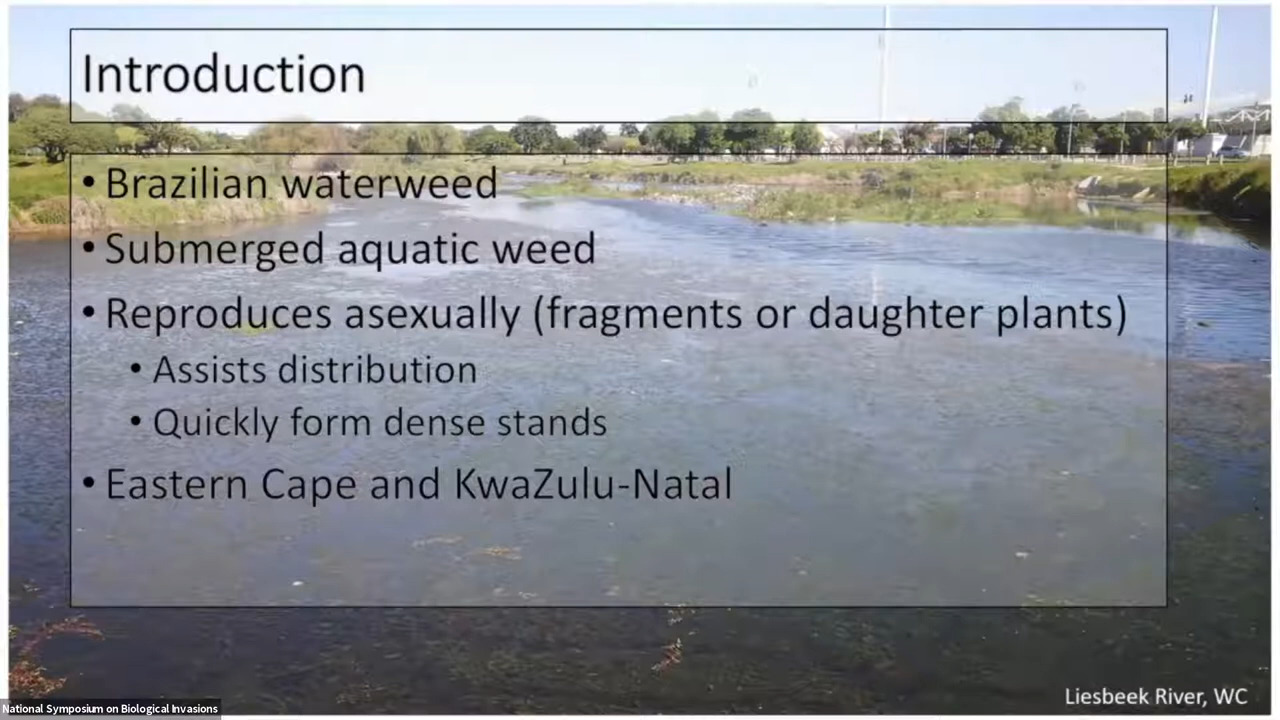 Introduction
• Brazilian waterweed
• Submerged aquatic weed
• Reproduces asexually (fragments or daughter plants)
• Assists distribution
• Quickly form dense stands
• Eastern Cape and KwaZulu-Natal
Liesbeek River, WC
National Symposium on Biological Invasions